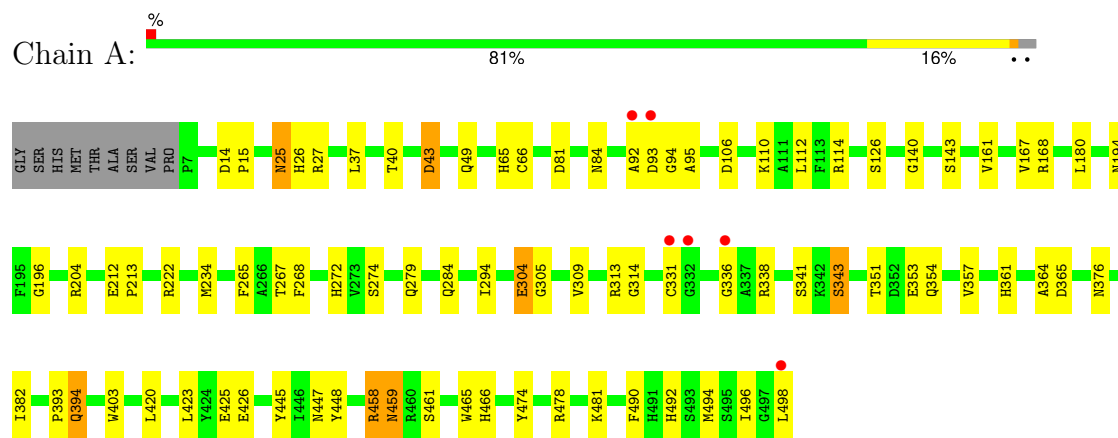 %
Chain A:
81% 16% • •
GLY SER HIS MET THR ALA SER VAL PRO P7 D14 P15 N25 H26 R27 L37 T40 D43 Q49 H65 C66 D81 N84 A92 D93 G94 A95 D106 K110 A111 L112 F113 R114 S126 G140 S143 V161 V167 R168 L180 N194
F195 G196 R204 E212 P213 R222 M234 F265 A266 T267 F268 H272 V273 S274 Q279 Q284 I294 E304 G305 V309 R313 G314 C331 G332 G336 A337 R338 S341 K342 S343 T351 D352 E353 Q354 V357 H361 A364 D365 N376
I382 P393 Q394 W403 L420 L423 Y424 E425 E426 Y445 I446 N447 Y448 R458 N459 R460 S461 W465 H466 Y474 R478 K481 F490 H491 H492 S493 M494 S495 I496 G497 L498